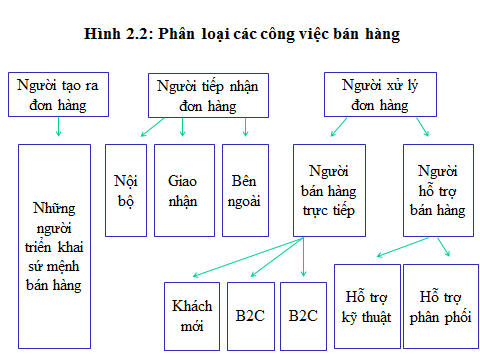 Hình 2.2: Phân loại các công việc bán hàng
Người tạo ra
đơn hàng
Người tiếp nhận
đơn hàng
Người xử lý
đơn hàng
Những
người
triển khai
sứ mệnh
bán hàng
Nội
bộ
Giao
nhận
Bên
ngoài
Người
bán hàng
trực tiếp
Người
hỗ trợ
bán hàng
Khách
mới
B2C
B2C
Hỗ trợ
kỹ thuật
Hỗ trợ
phân phối